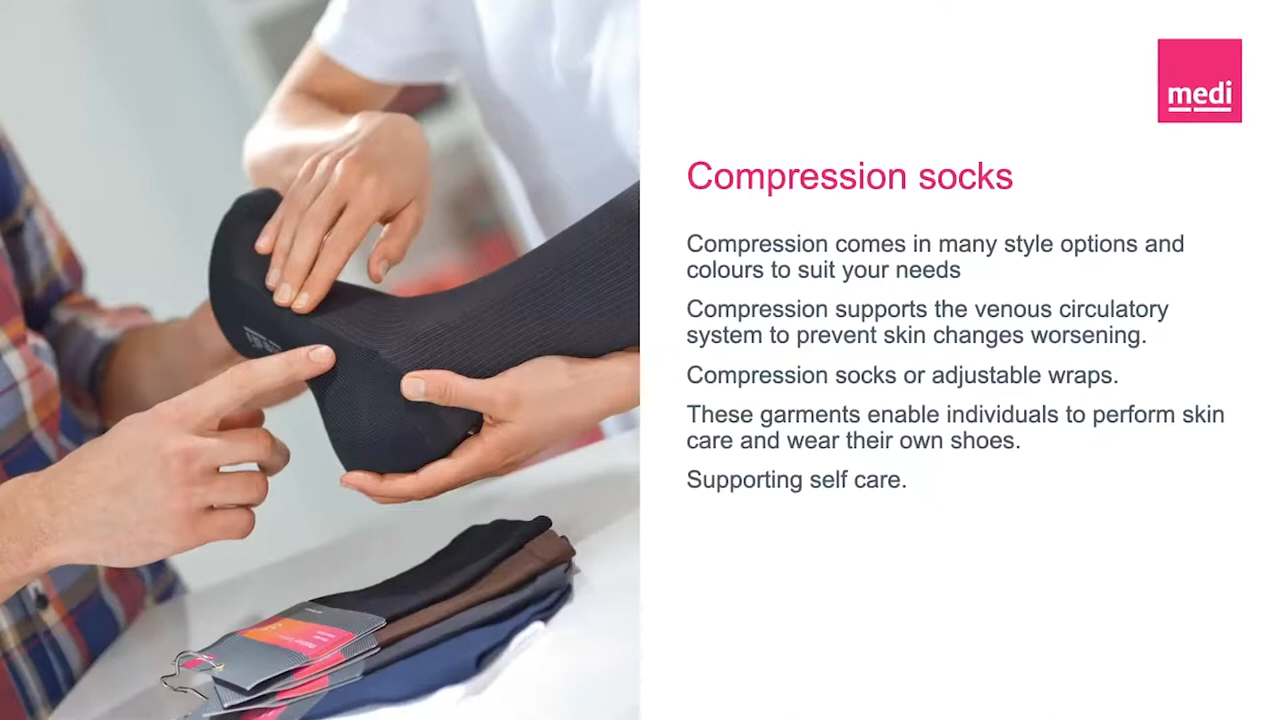 medi
Compression socks
Compression comes in many style options and
colours to suit your needs
Compression supports the venous circulatory
system to prevent skin changes worsening.
Compression socks or adjustable wraps.
These garments enable individuals to perform skin
care and wear their own shoes.
Supporting self care.